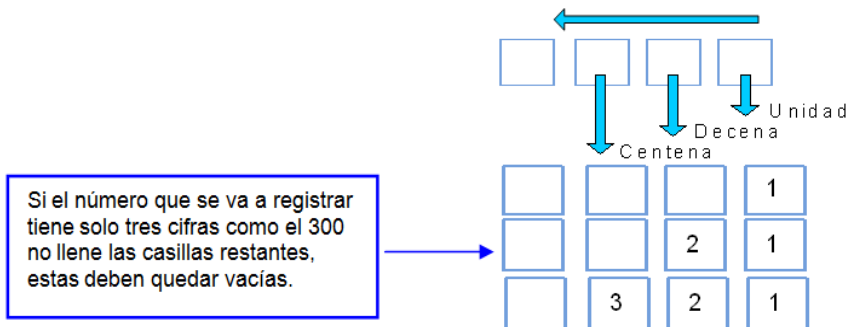 Unidad
Decena
Centena
Si el número que se va a registrar
tiene solo tres cifras como el 300
no llene las casillas restantes,
estas deben quedar vacías.
1
2 1
3 2 1